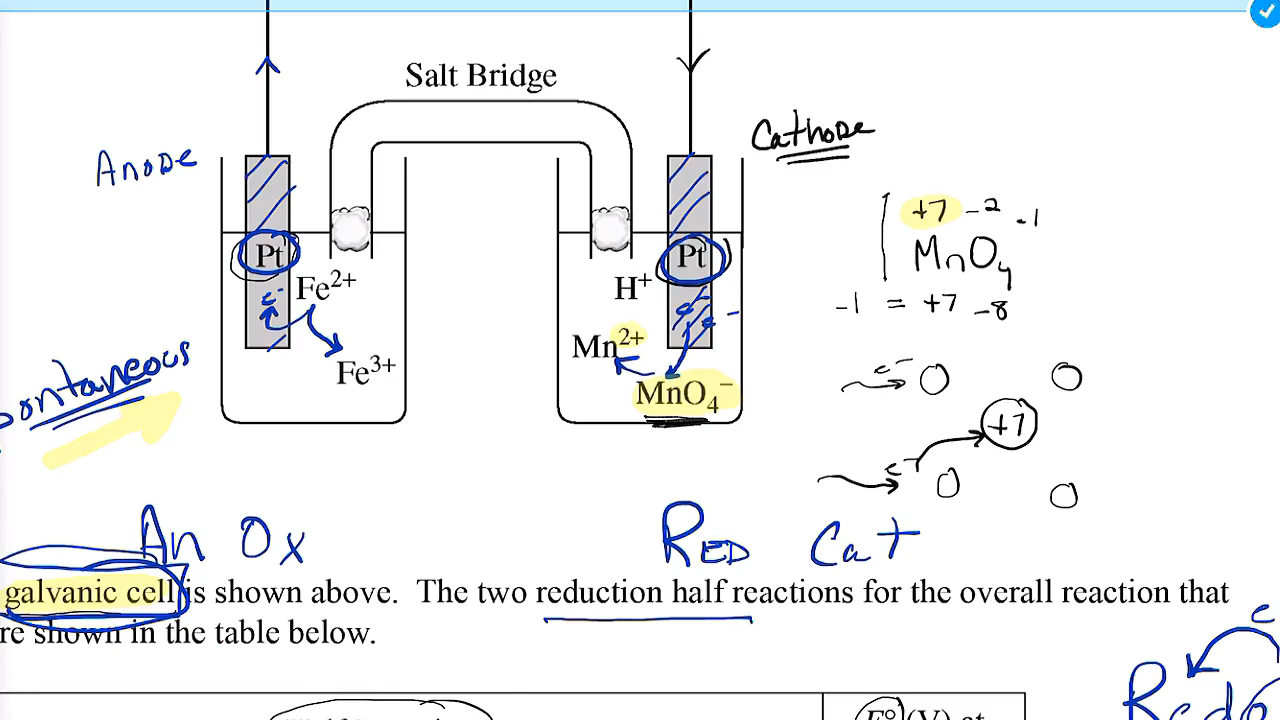 Salt Bridge
Cathode
Anode
+7 -2 -1
MnO₄
-1 = +7 -8
Pt
Pt
Fe²⁺
H⁺
e⁻
e⁻
e⁻
Mn²⁺
Fe³⁺
MnO₄⁻
e⁻
+7
e⁻
An Ox
RED Cat
galvanic cell is shown above. The two reduction half reactions for the overall reaction that
re shown in the table below.
E° (V) at